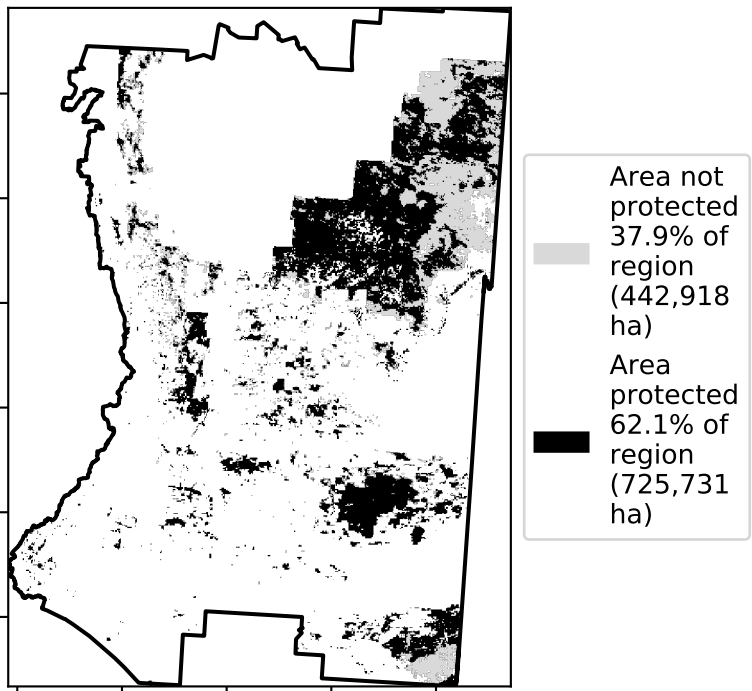 Area not
protected
37.9% of
region
(442,918
ha)
Area
protected
62.1% of
region
(725,731
ha)